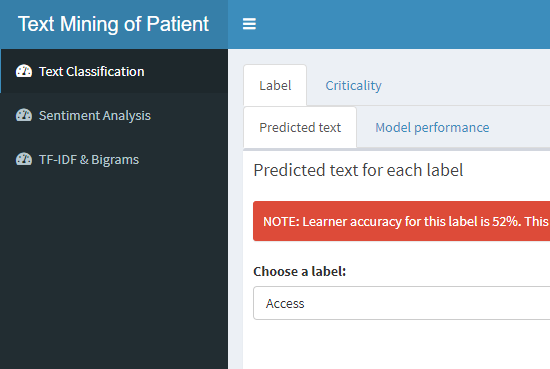 Text Mining of Patient
Text Classification
Sentiment Analysis
TF-IDF & Bigrams
Label
Criticality
Predicted text
Model performance
Predicted text for each label
NOTE: Learner accuracy for this label is 52%. This
Choose a label:
Access